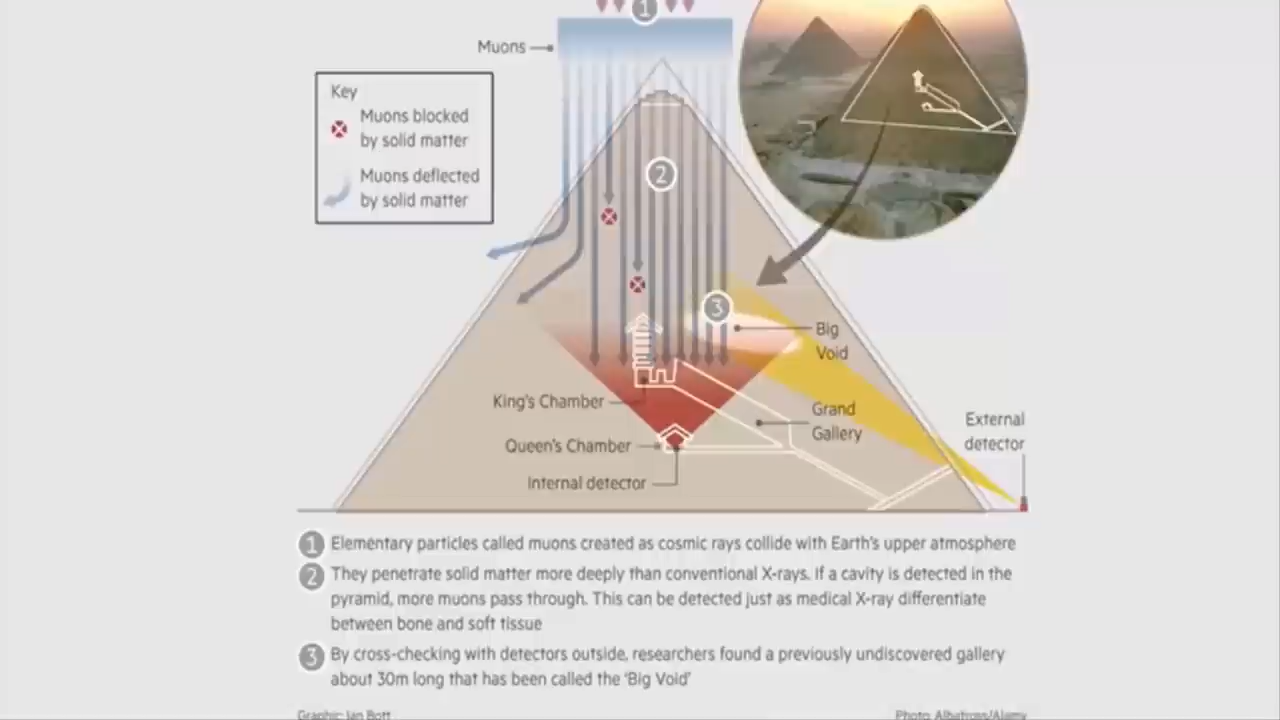 1
Muons
Key
Muons blocked
by solid matter
Muons deflected
by solid matter
2
3
Big
Void
King's Chamber
Grand
Gallery
External
detector
Queen's Chamber
Internal detector
1 Elementary particles called muons created as cosmic rays collide with Earth's upper atmosphere
2 They penetrate solid matter more deeply than conventional X-rays. If a cavity is detected in the
pyramid, more muons pass through. This can be detected just as medical X-ray differentiate
between bone and soft tissue
3 By cross-checking with detectors outside, researchers found a previously undiscovered gallery
about 30m long that has been called the 'Big Void'
Graphic: Ian Bott
Photo: Albatross/Alamy